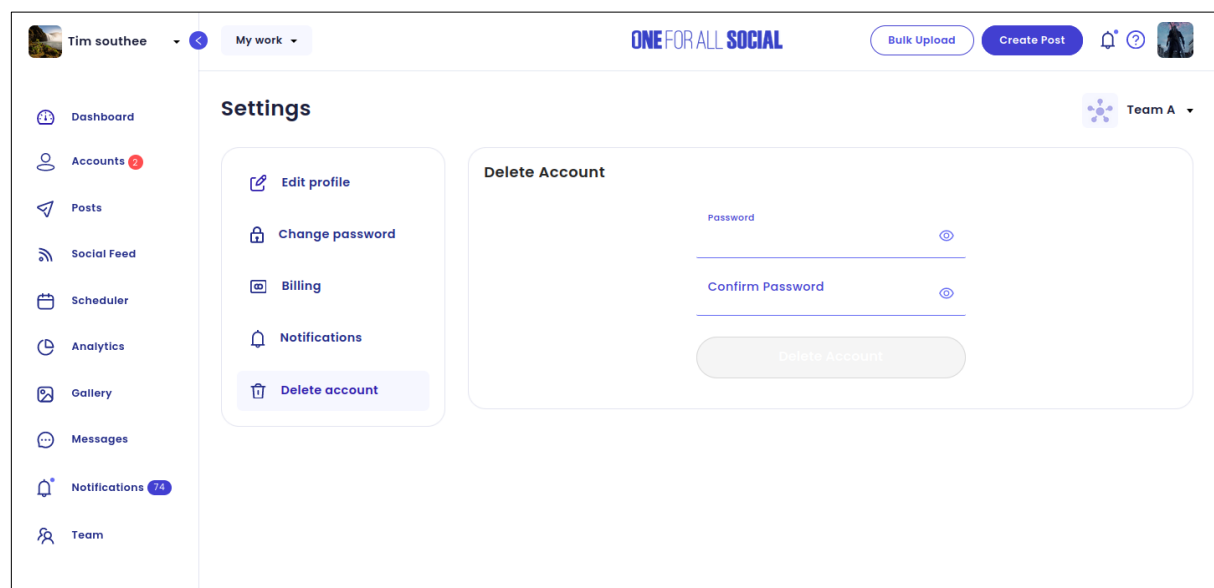 Tim southee
My work
ONE FOR ALL SOCIAL
Bulk Upload
Create Post
Dashboard
Accounts 2
Posts
Social Feed
Scheduler
Analytics
Gallery
Messages
Notifications 74
Team
Settings
Team A
Edit profile
Change password
Billing
Notifications
Delete account
Delete Account
Password
Confirm Password
Delete Account